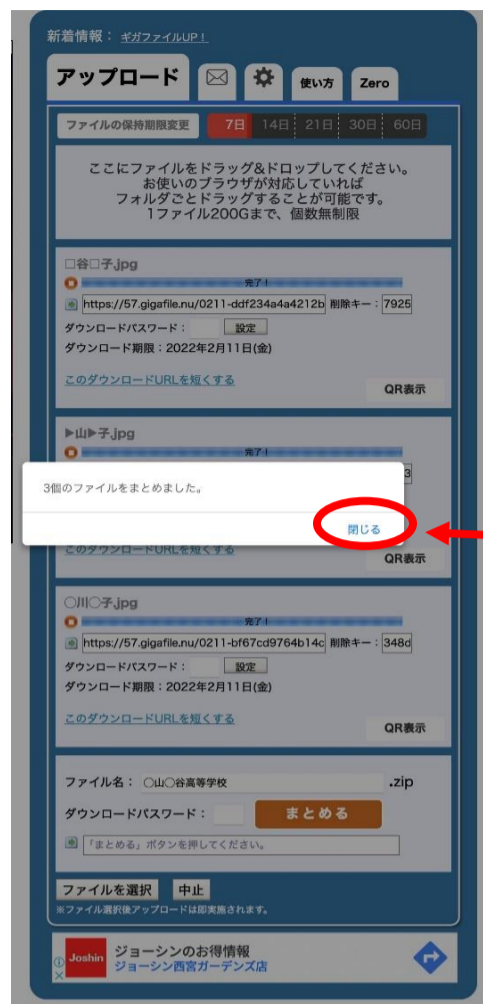 新着情報： ギガファイルUP！
アップロード 使い方 Zero
ファイルの保持期限変更 7日 14日 21日 30日 60日
ここにファイルをドラッグ&ドロップしてください。
お使いのブラウザが対応していれば
フォルダごとドラッグすることが可能です。
1ファイル200Gまで、個数無制限
□谷□子.jpg
完了！
https://57.gigafile.nu/0211-ddf234a4a4212b 削除キー：7925
ダウンロードパスワード： 設定
ダウンロード期限：2022年2月11日(金)
このダウンロードURLを短くする
QR表示
▶山▶子.jpg
完了！
3
3個のファイルをまとめました。
閉じる
このダウンロードURLを短くする
QR表示
○川○子.jpg
完了！
https://57.gigafile.nu/0211-bf67cd9764b14c 削除キー：348d
ダウンロードパスワード： 設定
ダウンロード期限：2022年2月11日(金)
このダウンロードURLを短くする
QR表示
ファイル名： ○山○谷高等学校 .zip
ダウンロードパスワード： まとめる
「まとめる」ボタンを押してください。
ファイルを選択 中止
※ファイル選択後アップロードは即実施されます。
Joshin ジョーシンのお得情報
ジョーシン西宮ガーデンズ店